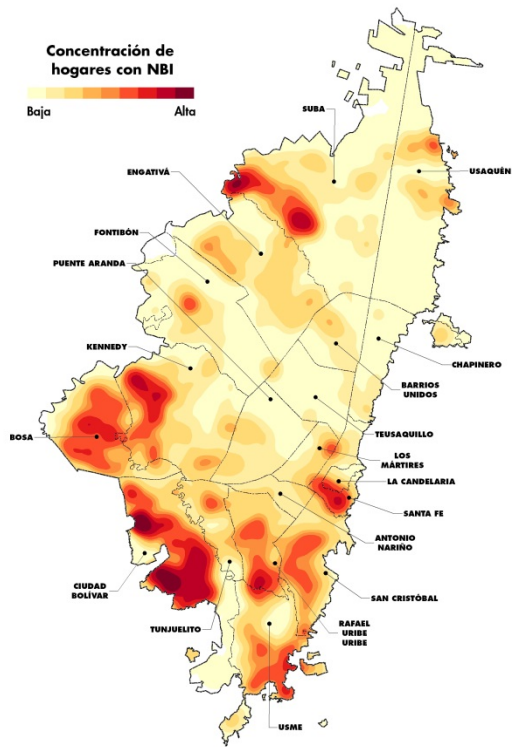 Concentración de
hogares con NBI
Baja
Alta
SUBA
USAQUÉN
ENGATIVÁ
FONTIBÓN
PUENTE ARANDA
KENNEDY
CHAPINERO
BARRIOS
UNIDOS
BOSA
TEUSAQUILLO
LOS
MÁRTIRES
LA CANDELARIA
SANTA FE
ANTONIO
NARIÑO
CIUDAD
BOLÍVAR
SAN CRISTÓBAL
TUNJUELITO
RAFAEL
URIBE
URIBE
USME